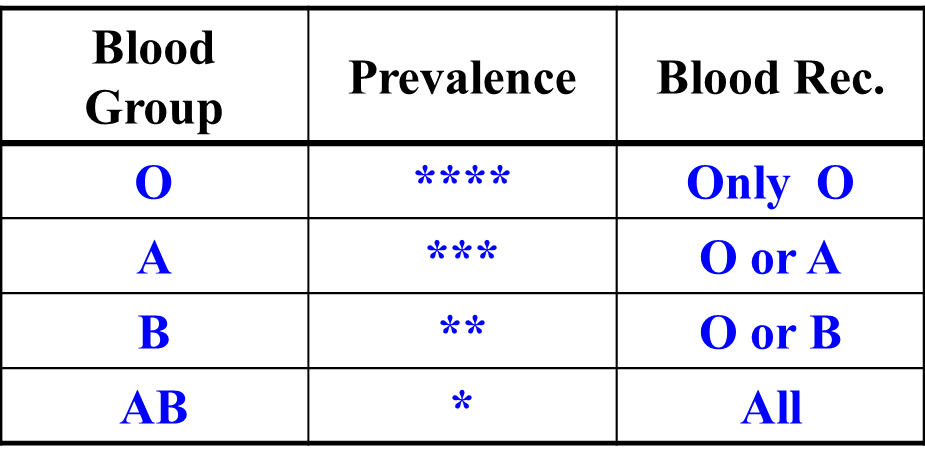 Blood Group Prevalence Blood Rec.
O **** Only O
A *** O or A
B ** O or B
AB * All